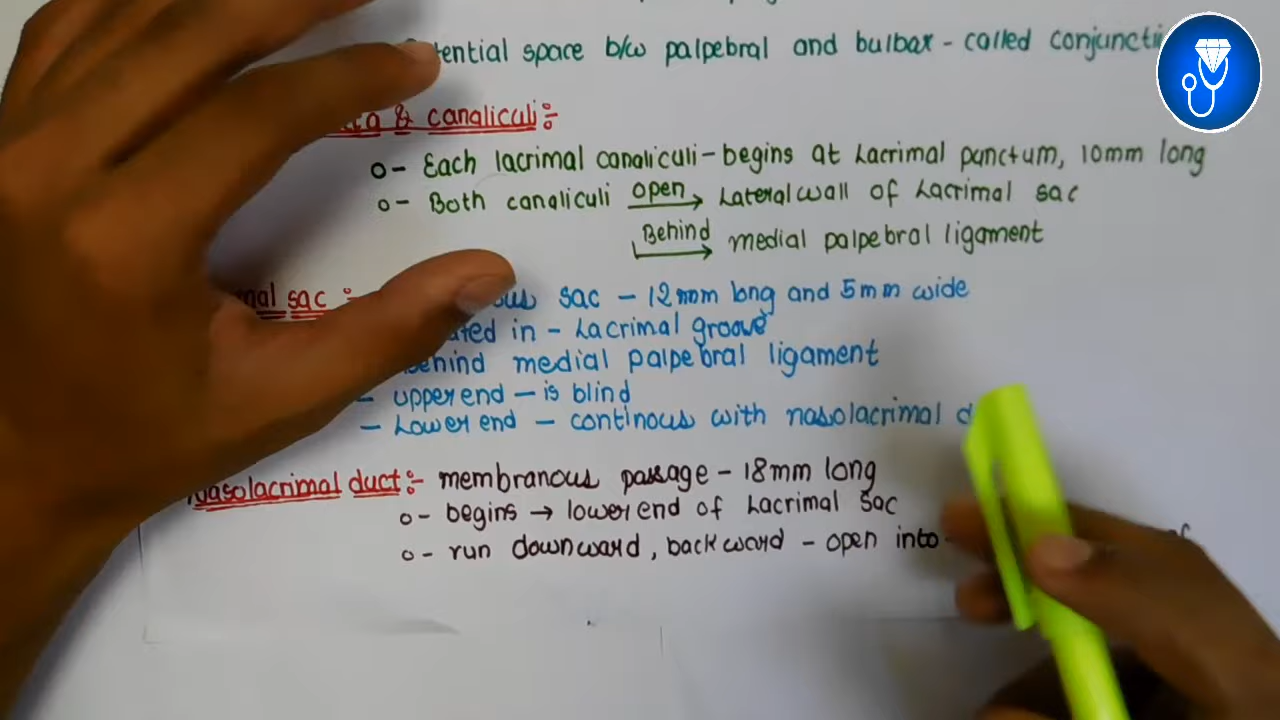 space b/w palpebral and bulbar - called
& canaliculi :-
o- Each lacrimal canaliculi - begins at Lacrimal punctum, 10mm long
o- Both canaliculi open → Lateral wall of Lacrimal sac
Behind → medial palpebral ligament
sac :- sac - 12mm long and 5mm wide
in - Lacrimal groove
behind medial palpebral ligament
- upper end - is blind
- Lower end - continous with nasolacrimal
Nasolacrimal duct :- membranous passage - 18mm long
o- begins → lower end of Lacrimal sac
o- run downward, backward - open into